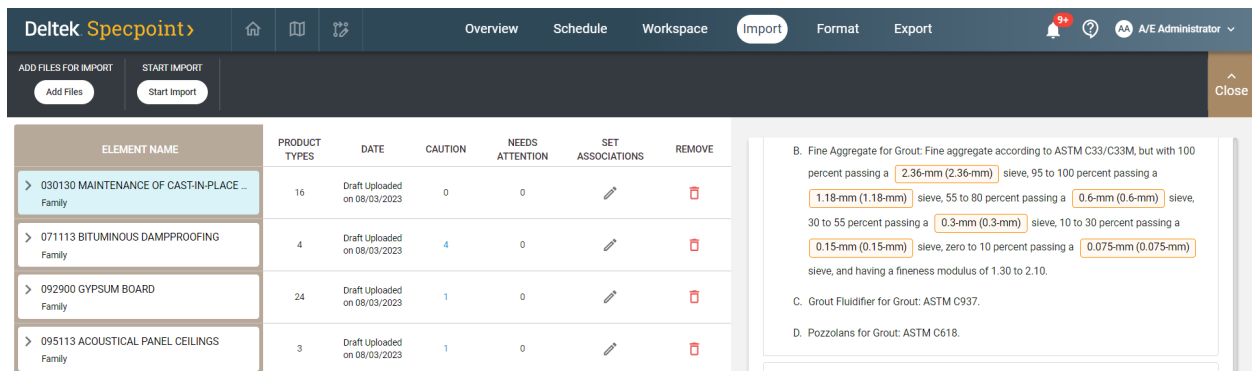 Deltek Specpoint>
Overview Schedule Workspace Import Format Export
9+
AA A/E Administrator
ADD FILES FOR IMPORT START IMPORT
Add Files Start Import
Close
ELEMENT NAME PRODUCT TYPES DATE CAUTION NEEDS ATTENTION SET ASSOCIATIONS REMOVE
030130 MAINTENANCE OF CAST-IN-PLACE ...
Family
16 Draft Uploaded on 08/03/2023 0 0
071113 BITUMINOUS DAMPPROOFING
Family
4 Draft Uploaded on 08/03/2023 4 0
092900 GYPSUM BOARD
Family
24 Draft Uploaded on 08/03/2023 1 0
095113 ACOUSTICAL PANEL CEILINGS
Family
3 Draft Uploaded on 08/03/2023 1 0
B. Fine Aggregate for Grout: Fine aggregate according to ASTM C33/C33M, but with 100
percent passing a 2.36-mm (2.36-mm) sieve, 95 to 100 percent passing a
1.18-mm (1.18-mm) sieve, 55 to 80 percent passing a 0.6-mm (0.6-mm) sieve,
30 to 55 percent passing a 0.3-mm (0.3-mm) sieve, 10 to 30 percent passing a
0.15-mm (0.15-mm) sieve, zero to 10 percent passing a 0.075-mm (0.075-mm)
sieve, and having a fineness modulus of 1.30 to 2.10.
C. Grout Fluidifier for Grout: ASTM C937.
D. Pozzolans for Grout: ASTM C618.